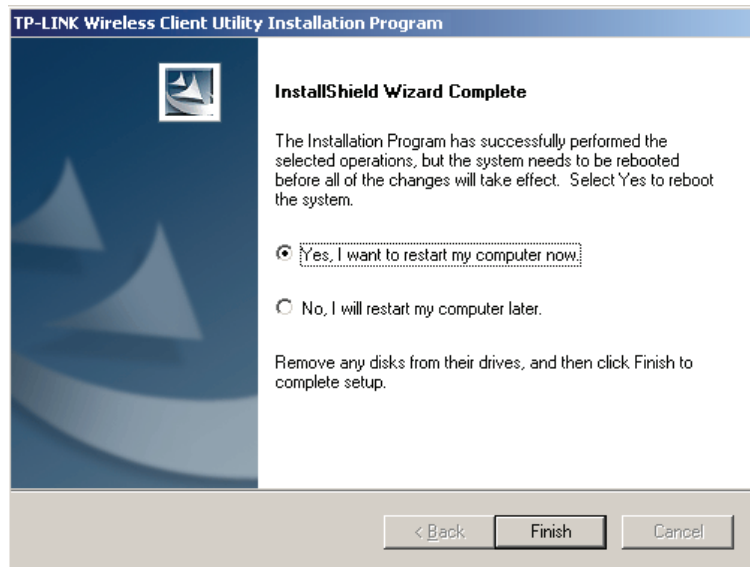 TP-LINK Wireless Client Utility Installation Program
InstallShield Wizard Complete
The Installation Program has successfully performed the
selected operations, but the system needs to be rebooted
before all of the changes will take effect. Select Yes to reboot
the system.
Yes, I want to restart my computer now.
No, I will restart my computer later.
Remove any disks from their drives, and then click Finish to
complete setup.
< Back Finish Cancel